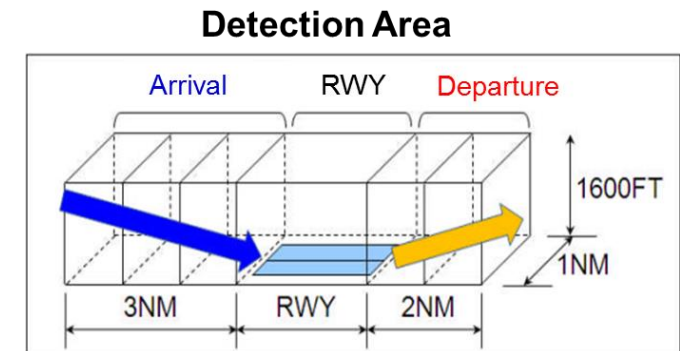 Detection Area
Arrival RWY Departure
1600FT
1NM
3NM RWY 2NM